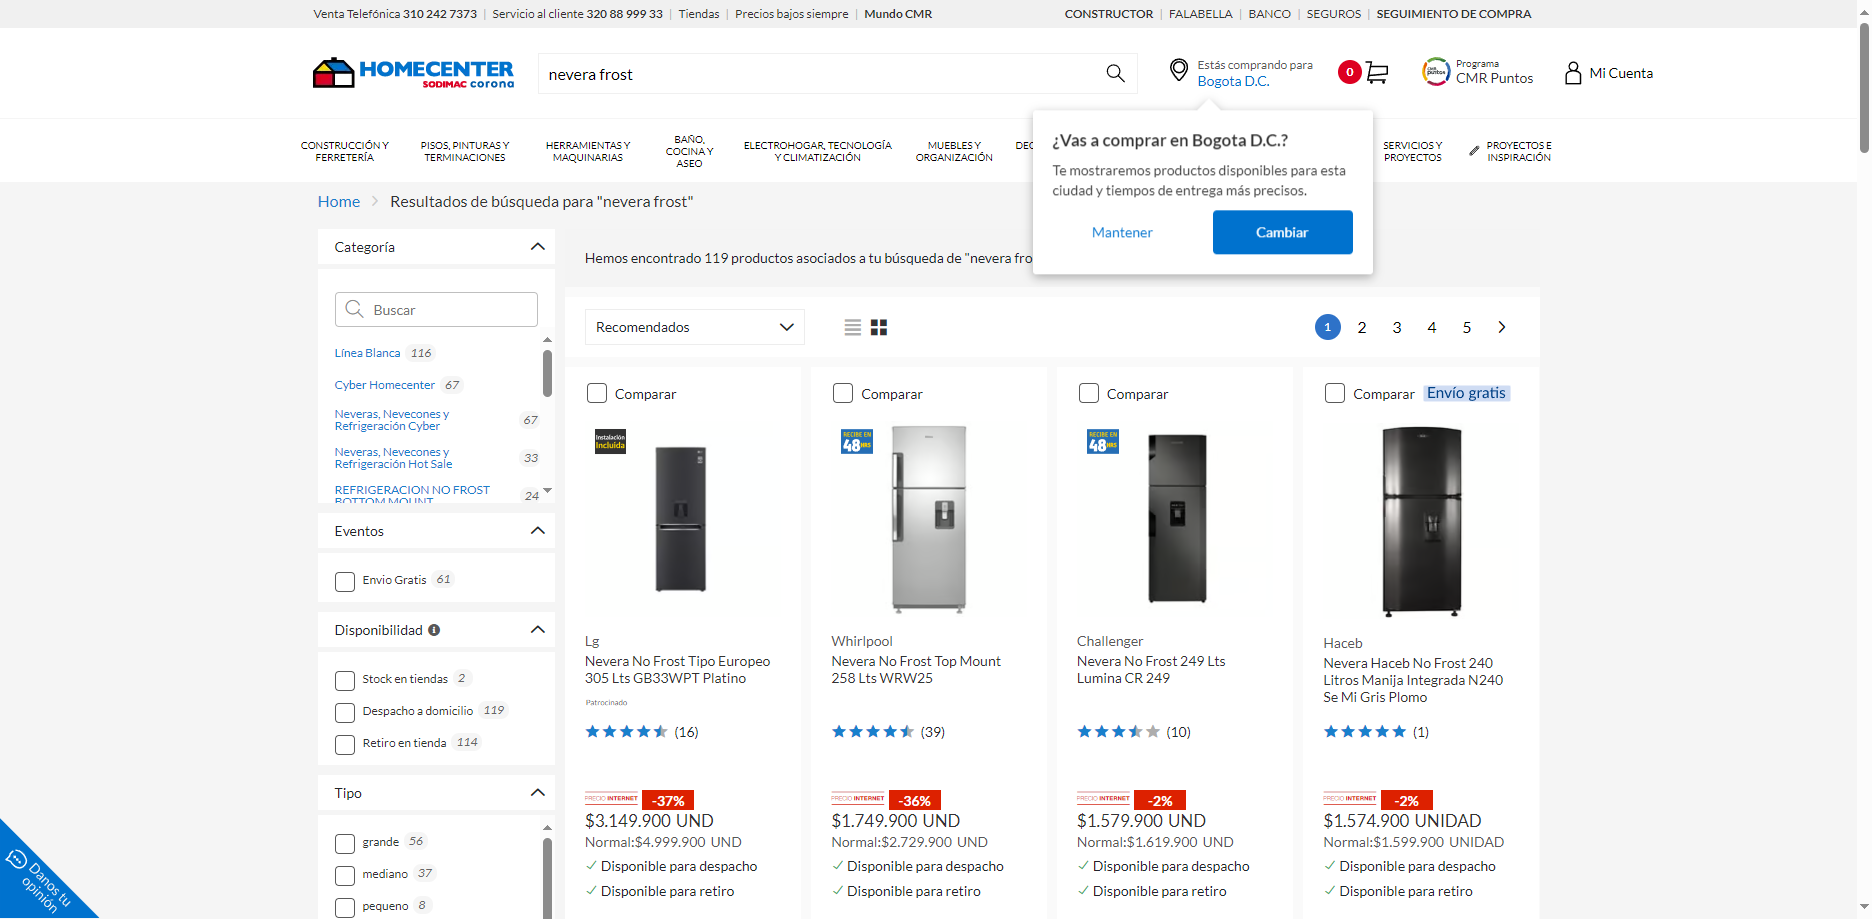 Venta Telefónica 310 242 7373 | Servicio al cliente 320 88 999 33 | Tiendas | Precios bajos siempre | Mundo CMR
CONSTRUCTOR | FALABELLA | BANCO | SEGUROS | SEGUIMIENTO DE COMPRA
HOMECENTER
SODIMAC corona
nevera frost
Estás comprando para
Bogota D.C.
0
Programa
CMR Puntos
Mi Cuenta
CONSTRUCCIÓN Y
FERRETERÍA
PISOS, PINTURAS Y
TERMINACIONES
HERRAMIENTAS Y
MAQUINARIAS
BAÑO,
COCINA Y
ASEO
ELECTROHOGAR, TECNOLOGÍA
Y CLIMATIZACIÓN
MUEBLES Y
ORGANIZACIÓN
DEC
SERVICIOS Y
PROYECTOS
PROYECTOS E
INSPIRACIÓN
¿Vas a comprar en Bogota D.C.?
Te mostraremos productos disponibles para esta
ciudad y tiempos de entrega más precisos.
Mantener
Cambiar
Home > Resultados de búsqueda para "nevera frost"
Categoría
Buscar
Línea Blanca 116
Cyber Homecenter 67
Neveras, Nevecones y
Refrigeración Cyber 67
Neveras, Nevecones y
Refrigeración Hot Sale 33
REFRIGERACION NO FROST
BOTTOM MOUNT 24
Eventos
Envio Gratis 61
Disponibilidad
Stock en tiendas 2
Despacho a domicilio 119
Retiro en tienda 114
Tipo
grande 56
mediano 37
pequeno 8
Danos tu
opinión
Hemos encontrado 119 productos asociados a tu búsqueda de "nevera fro
Recomendados
1 2 3 4 5
Comparar
Instalación
Incluida
Lg
Nevera No Frost Tipo Europeo
305 Lts GB33WPT Platino
Patrocinado
(16)
PRECIO INTERNET -37%
$3.149.900 UND
Normal:$4.999.900 UND
Disponible para despacho
Disponible para retiro
Comparar
RECIBE EN
48 HRS
Whirlpool
Nevera No Frost Top Mount
258 Lts WRW25
(39)
PRECIO INTERNET -36%
$1.749.900 UND
Normal:$2.729.900 UND
Disponible para despacho
Disponible para retiro
Comparar
RECIBE EN
48 HRS
Challenger
Nevera No Frost 249 Lts
Lumina CR 249
(10)
PRECIO INTERNET -2%
$1.579.900 UND
Normal:$1.619.900 UND
Disponible para despacho
Disponible para retiro
Comparar Envío gratis
Haceb
Nevera Haceb No Frost 240
Litros Manija Integrada N240
Se Mi Gris Plomo
(1)
PRECIO INTERNET -2%
$1.574.900 UNIDAD
Normal:$1.599.900 UNIDAD
Disponible para despacho
Disponible para retiro